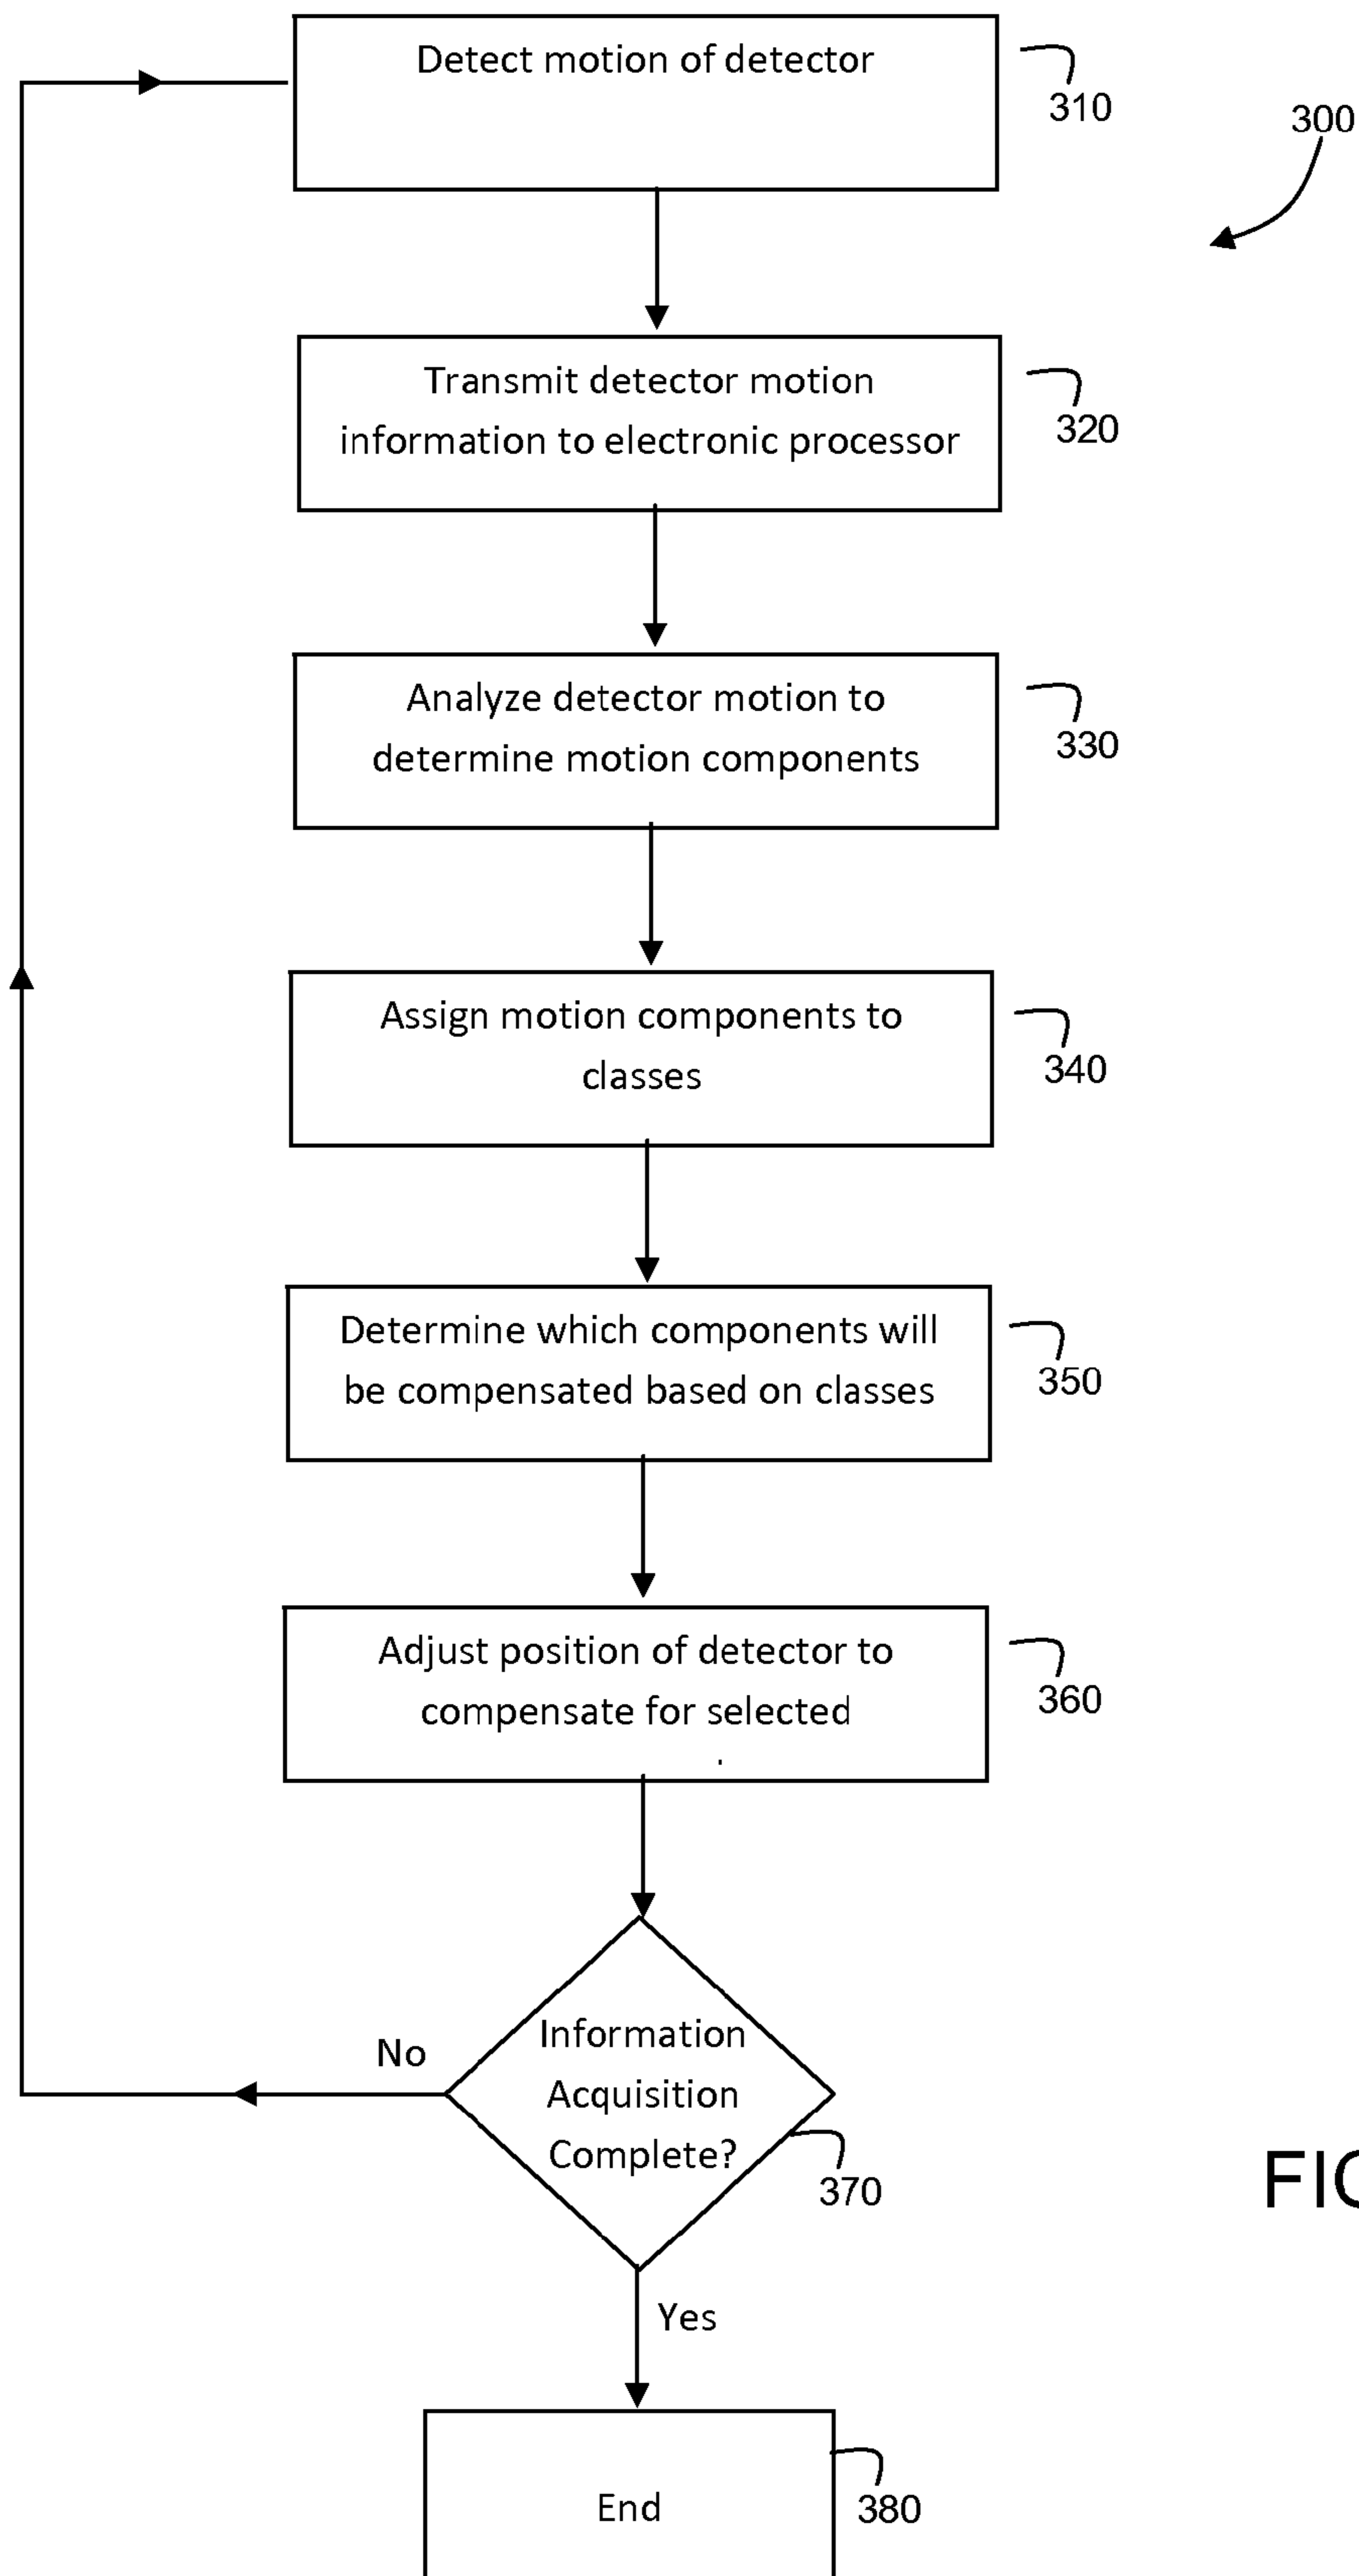 Detect motion of detector
310
300
Transmit detector motion
information to electronic processor
320
Analyze detector motion to
determine motion components
330
Assign motion components to
classes
340
Determine which components will
be compensated based on classes
350
Adjust position of detector to
compensate for selected
360
No
Information
Acquisition
Complete?
370
Yes
End
380